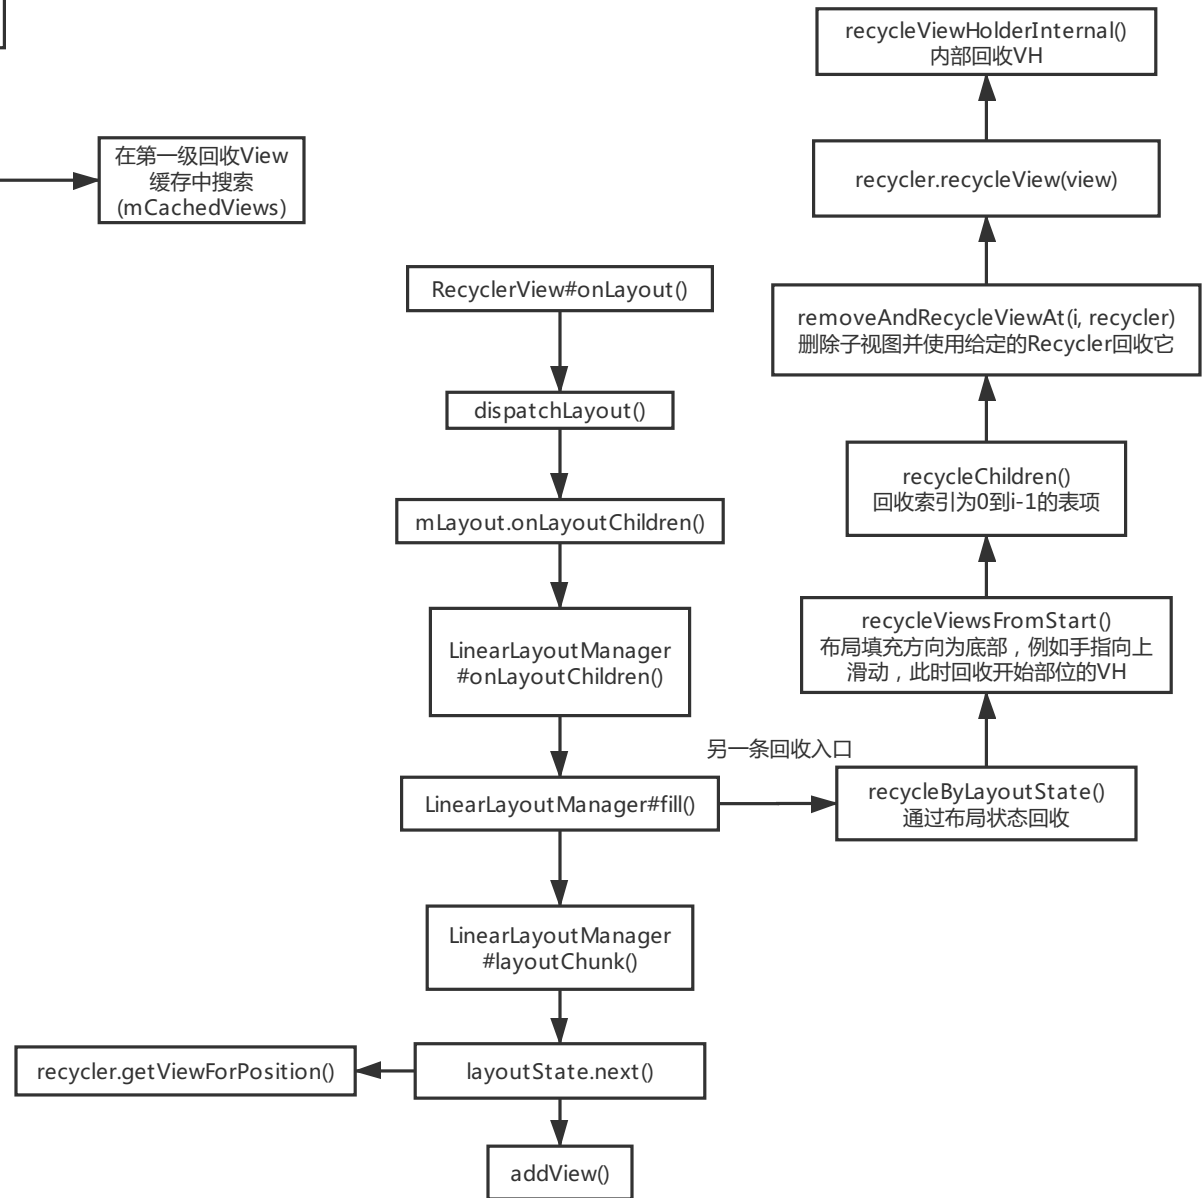 recycleViewHolderInternal()
内部回收VH
在第一级回收View
缓存中搜索
(mCachedViews)
recycler.recycleView(view)
RecyclerView#onLayout()
removeAndRecycleViewAt(i, recycler)
删除子视图并使用给定的Recycler回收它
dispatchLayout()
mLayout.onLayoutChildren()
recycleChildren()
回收索引为0到i-1的表项
LinearLayoutManager
#onLayoutChildren()
recycleViewsFromStart()
布局填充方向为底部，例如手指向上
滑动，此时回收开始部位的VH
另一条回收入口
LinearLayoutManager#fill()
recycleByLayoutState()
通过布局状态回收
LinearLayoutManager
#layoutChunk()
recycler.getViewForPosition()
layoutState.next()
addView()